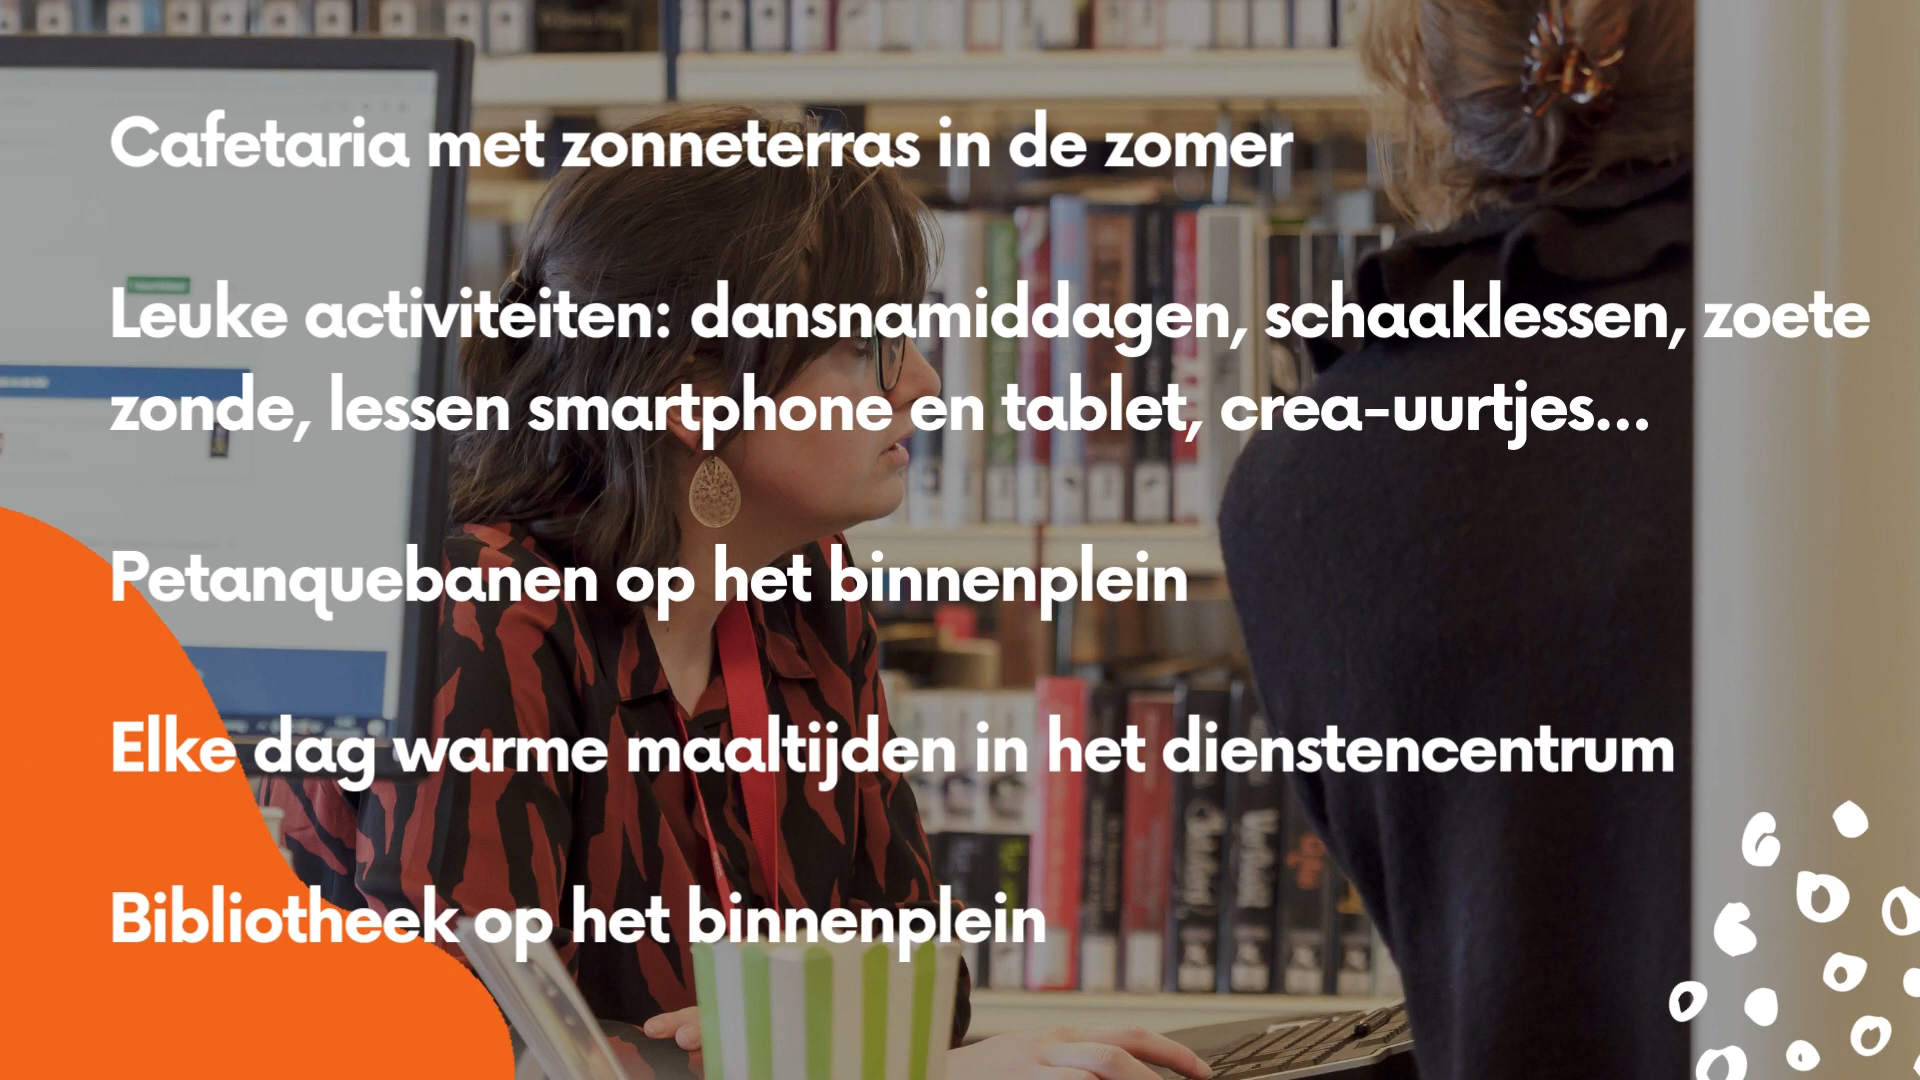 Cafetaria met zonneterras in de zomer
Leuke activiteiten: dansnamiddagen, schaaklessen, zoete
zonde, lessen smartphone en tablet, crea-uurtjes...
Petanquebanen op het binnenplein
Elke dag warme maaltijden in het dienstencentrum
Bibliotheek op het binnenplein